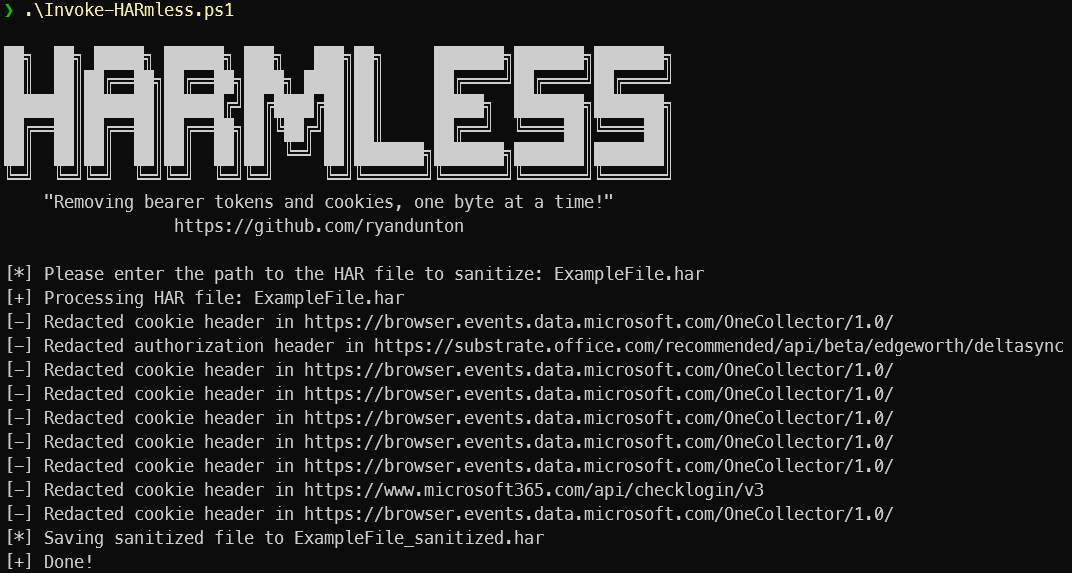 ❯ .\Invoke-HARmless.ps1
HARMLESS
"Removing bearer tokens and cookies, one byte at a time!"
https://github.com/ryandunton
[*] Please enter the path to the HAR file to sanitize: ExampleFile.har
[+] Processing HAR file: ExampleFile.har
[-] Redacted cookie header in https://browser.events.data.microsoft.com/OneCollector/1.0/
[-] Redacted authorization header in https://substrate.office.com/recommended/api/beta/edgeworth/deltasync
[-] Redacted cookie header in https://browser.events.data.microsoft.com/OneCollector/1.0/
[-] Redacted cookie header in https://browser.events.data.microsoft.com/OneCollector/1.0/
[-] Redacted cookie header in https://browser.events.data.microsoft.com/OneCollector/1.0/
[-] Redacted cookie header in https://browser.events.data.microsoft.com/OneCollector/1.0/
[-] Redacted cookie header in https://browser.events.data.microsoft.com/OneCollector/1.0/
[-] Redacted cookie header in https://www.microsoft365.com/api/checklogin/v3
[-] Redacted cookie header in https://browser.events.data.microsoft.com/OneCollector/1.0/
[*] Saving sanitized file to ExampleFile_sanitized.har
[+] Done!